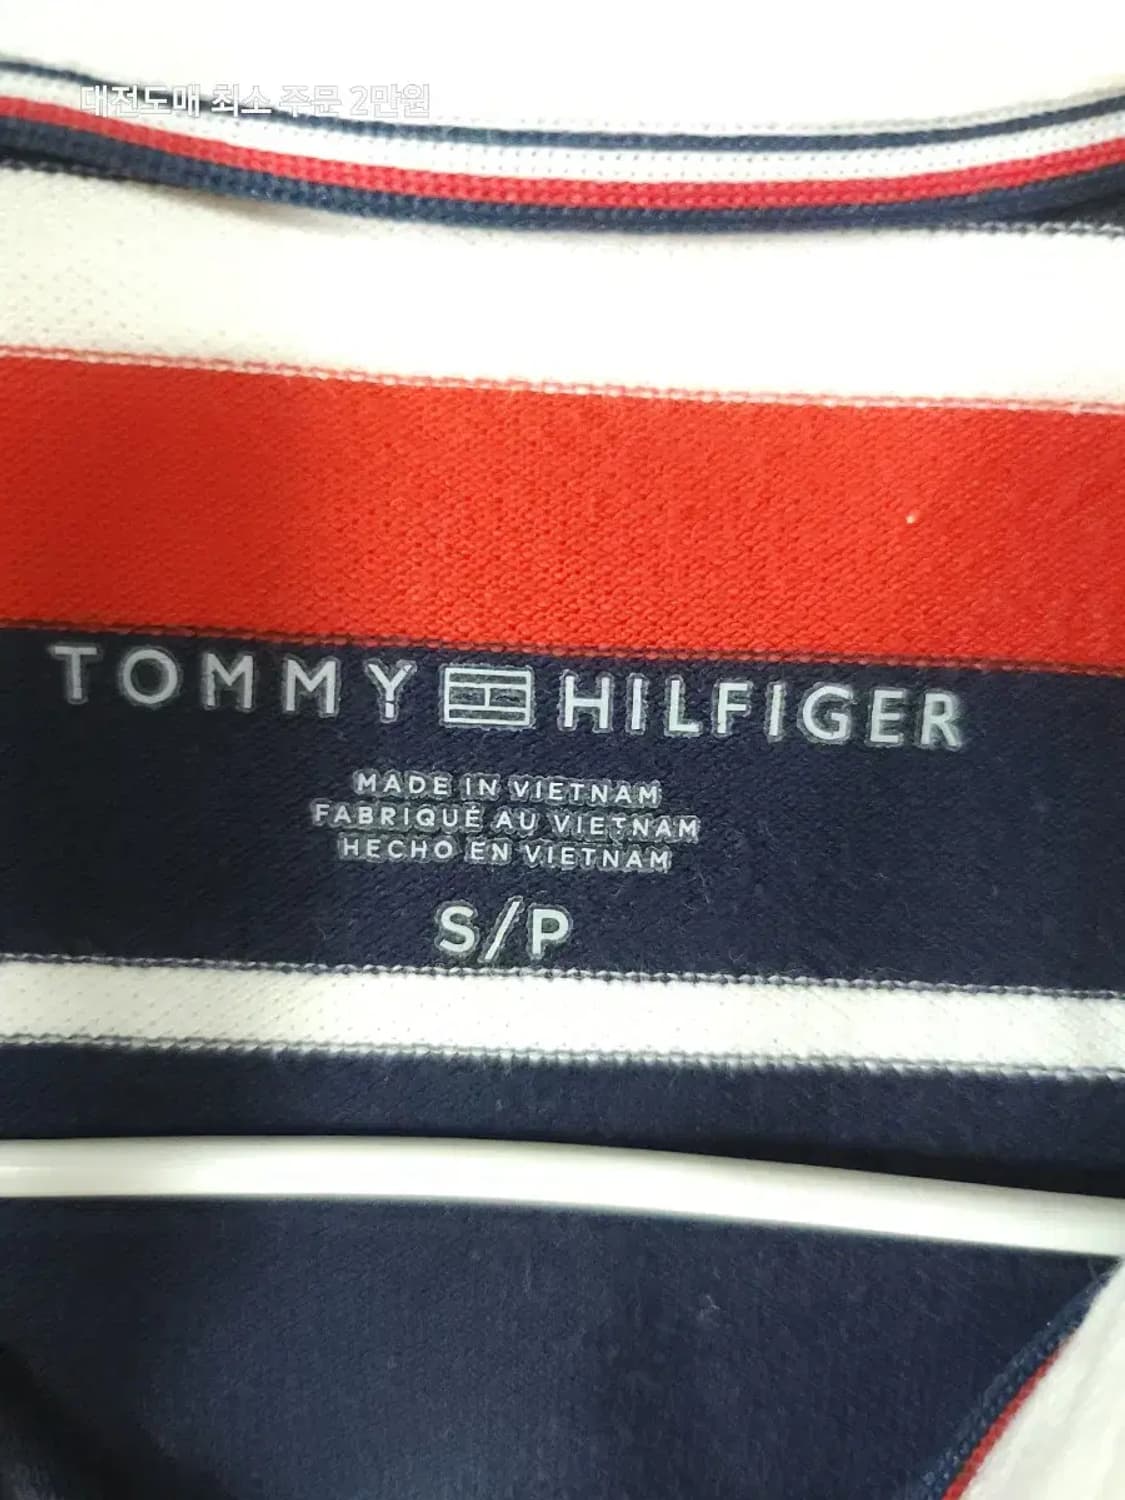 대전도매 최소 주문 2만원
TOMMY HILFIGER
MADE IN VIETNAM
FABRIQUÉ AU VIETNAM
HECHO EN VIETNAM
S/P